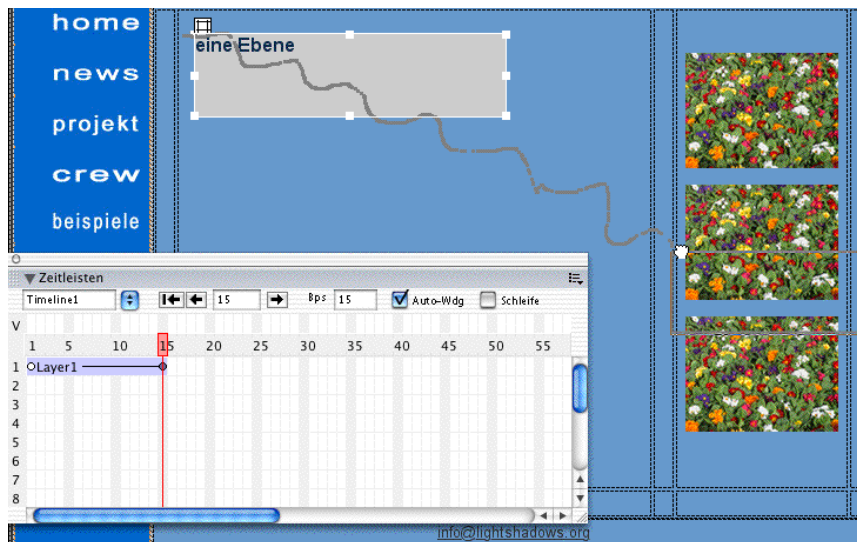 home
news
projekt
crew
beispiele
eine Ebene
Zeitleisten
Timeline1 15 Bps 15 Auto-Wdg Schleife
V
1 5 10 15 20 25 30 35 40 45 50 55
1 Layer1
2
3
4
5
6
7
8
info@lightshadows.org